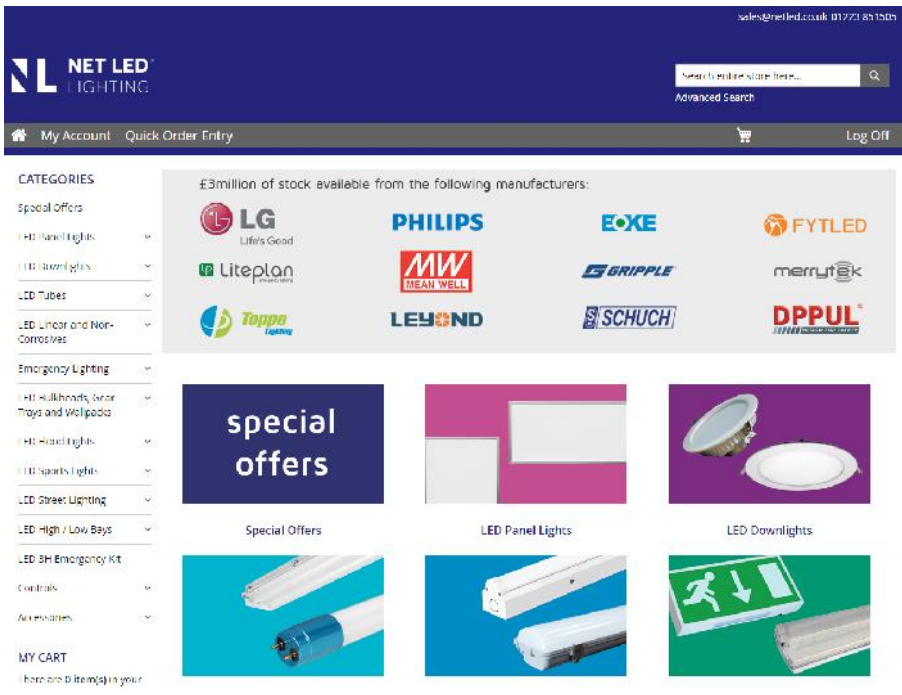 sales@netled.co.uk 01223 851505
NL NET LED
LIGHTING
Search entire store here...
Advanced Search
My Account Quick Order Entry
Log Off
CATEGORIES
Special Offers
LED Panel Lights
LED Downlights
LED Tubes
LED Linear and Non-
Corrosives
Emergency Lighting
LED Bulkheads, Gear
Trays and Wallpacks
LED Flood Lights
LED Sports Lights
LED Street Lighting
LED High / Low Bays
LED 3H Emergency Kit
Controls
Accessories
MY CART
There are 0 item(s) in your
£3million of stock available from the following manufacturers:
LG
Life's Good
PHILIPS
EOKE
FYTLED
Liteplan
MW
MEAN WELL
GRIPPLE
merrytek
Toppo
Lighting
LEYOND
SCHUCH
DPPUL
special
offers
Special Offers
LED Panel Lights
LED Downlights